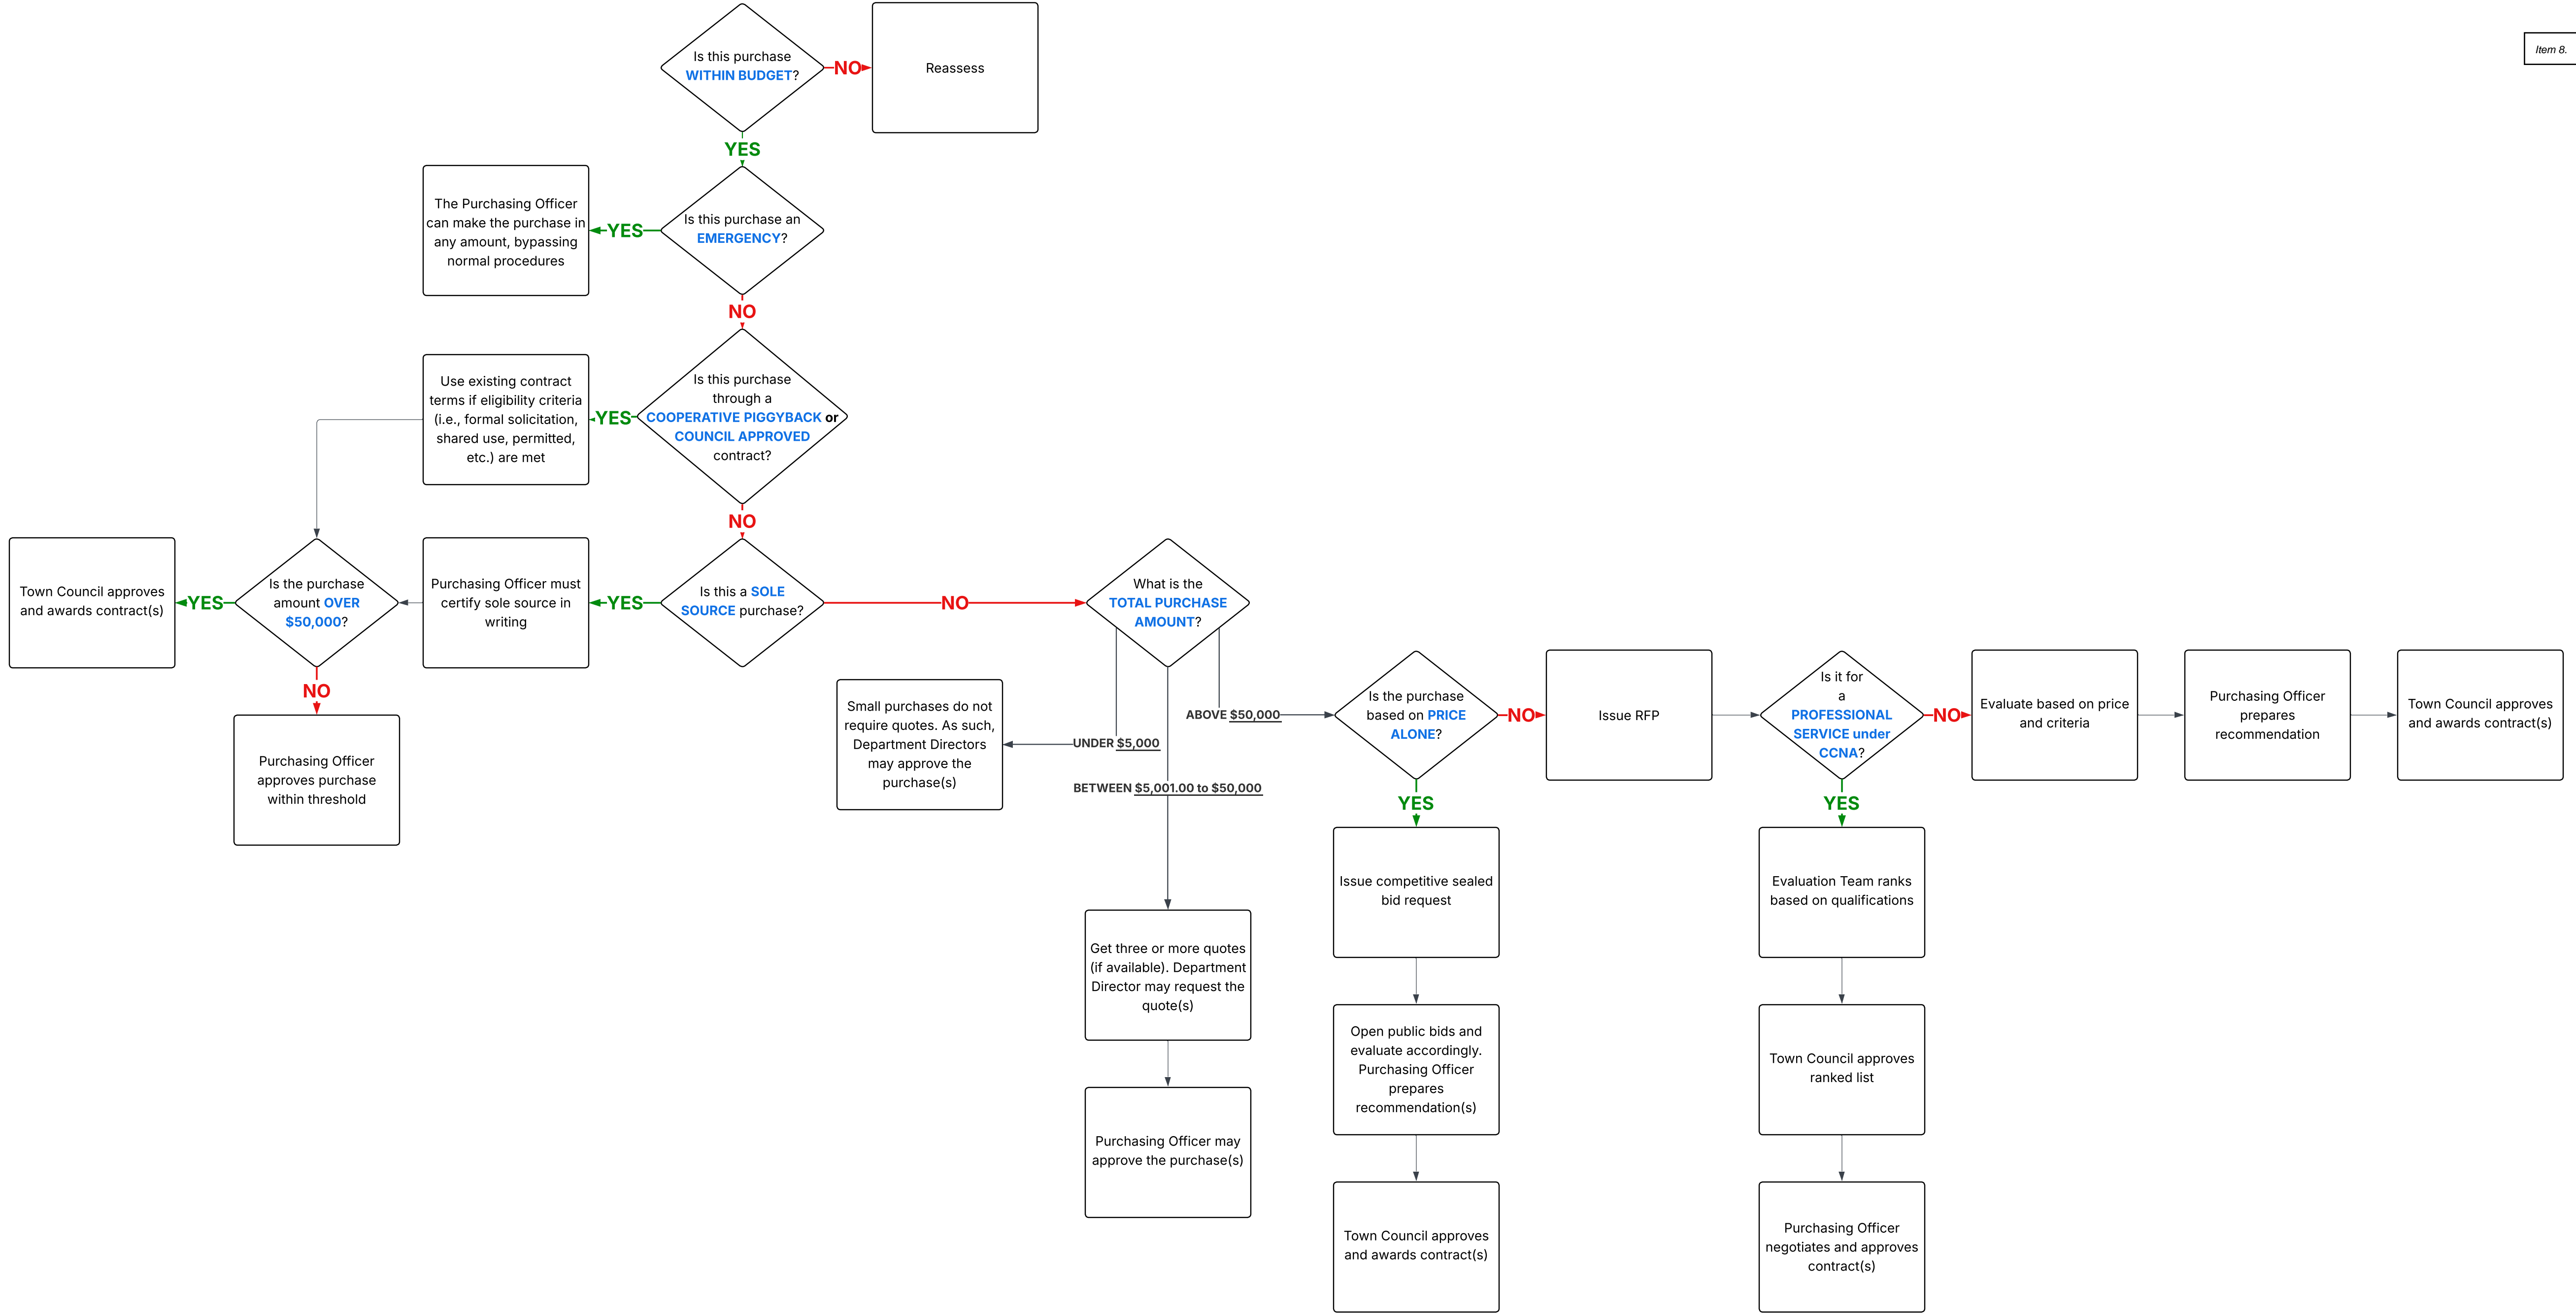 Item 8.
Is this purchase
WITHIN BUDGET?
NO
Reassess
YES
Is this purchase an
EMERGENCY?
YES
The Purchasing Officer
can make the purchase in
any amount, bypassing
normal procedures
NO
Is this purchase
through a
COOPERATIVE PIGGYBACK or
COUNCIL APPROVED
contract?
YES
Use existing contract
terms if eligibility criteria
(i.e., formal solicitation,
shared use, permitted,
etc.) are met
NO
Is this a SOLE
SOURCE purchase?
YES
Purchasing Officer must
certify sole source in
writing
Is the purchase
amount OVER
$50,000?
YES
Town Council approves
and awards contract(s)
NO
Purchasing Officer
approves purchase
within threshold
NO
What is the
TOTAL PURCHASE
AMOUNT?
UNDER $5,000
Small purchases do not
require quotes. As such,
Department Directors
may approve the
purchase(s)
BETWEEN $5,001.00 to $50,000
Get three or more quotes
(if available). Department
Director may request the
quote(s)
Purchasing Officer may
approve the purchase(s)
ABOVE $50,000
Is the purchase
based on PRICE
ALONE?
YES
Issue competitive sealed
bid request
Open public bids and
evaluate accordingly.
Purchasing Officer
prepares
recommendation(s)
Town Council approves
and awards contract(s)
NO
Issue RFP
Is it for
a
PROFESSIONAL
SERVICE under
CCNA?
YES
Evaluation Team ranks
based on qualifications
Town Council approves
ranked list
Purchasing Officer
negotiates and approves
contract(s)
NO
Evaluate based on price
and criteria
Purchasing Officer
prepares
recommendation
Town Council approves
and awards contract(s)